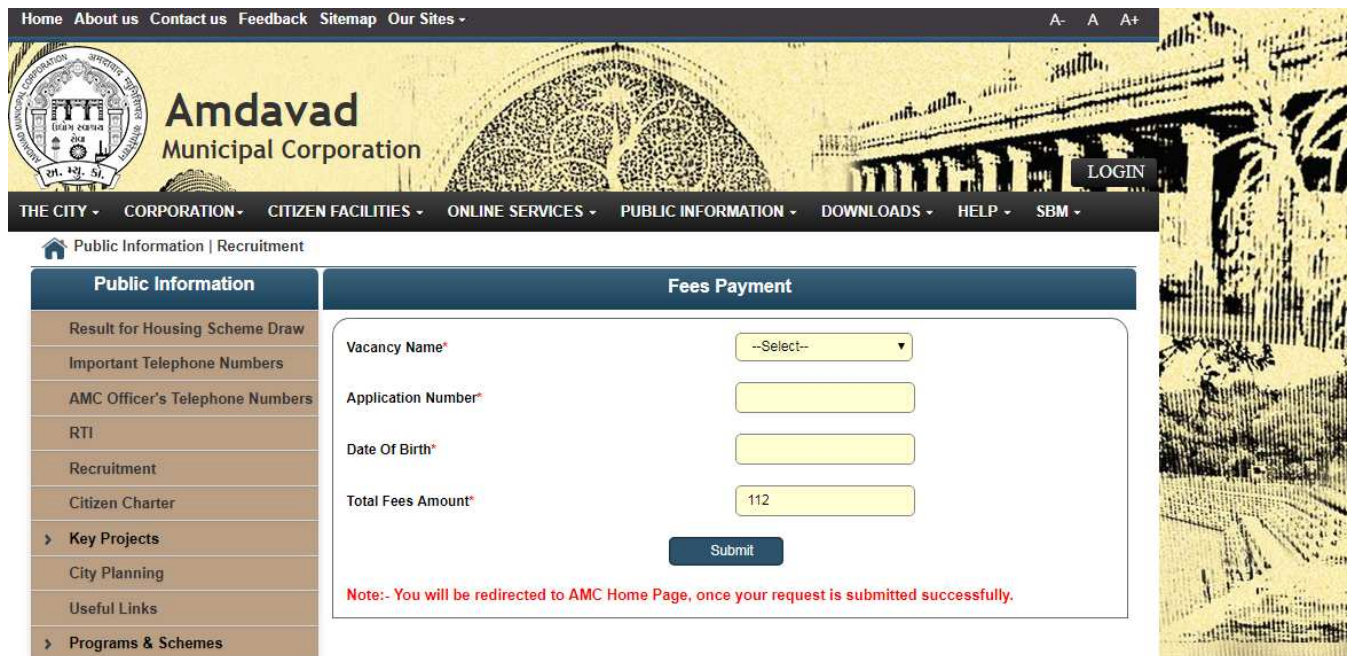 Home About us Contact us Feedback Sitemap Our Sites
A- A A+
AMDAVAD MUNICIPAL CORPORATION
સેવા
અ. મ્યુ. કો.
Amdavad
Municipal Corporation
LOGIN
THE CITY CORPORATION CITIZEN FACILITIES ONLINE SERVICES PUBLIC INFORMATION DOWNLOADS HELP SBM
Public Information | Recruitment
Public Information
Result for Housing Scheme Draw
Important Telephone Numbers
AMC Officer's Telephone Numbers
RTI
Recruitment
Citizen Charter
Key Projects
City Planning
Useful Links
Programs & Schemes
Fees Payment
Vacancy Name* --Select--
Application Number*
Date Of Birth*
Total Fees Amount* 112
Submit
Note:- You will be redirected to AMC Home Page, once your request is submitted successfully.